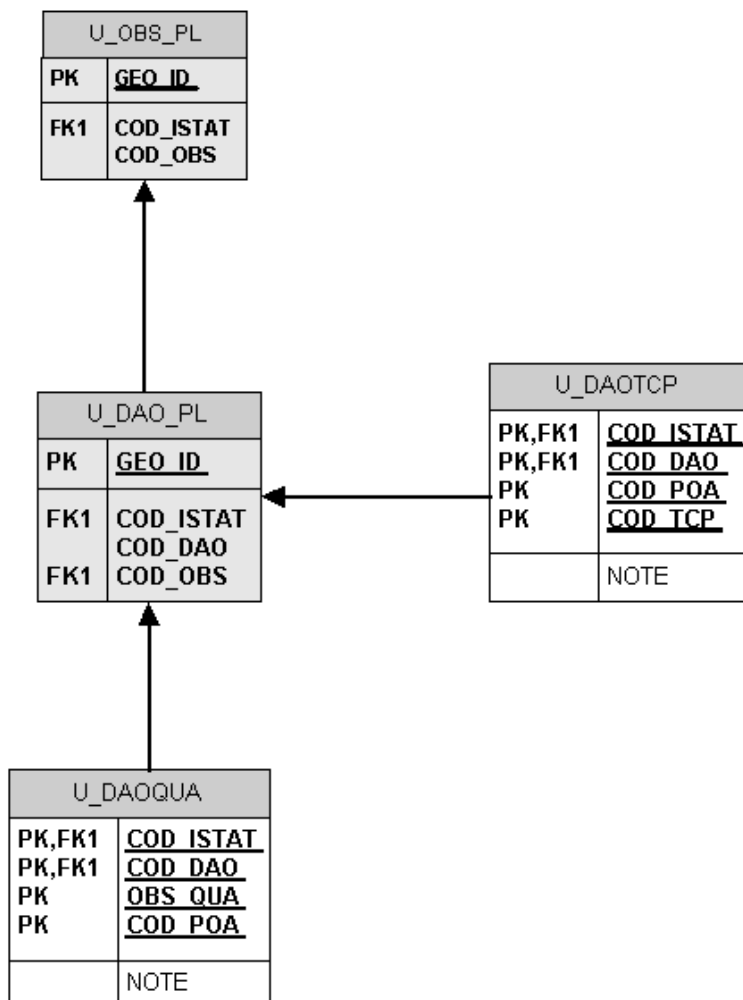 U_OBS_PL
PK GEO_ID
FK1 COD_ISTAT
COD_OBS
U_DAO_PL
PK GEO_ID
FK1 COD_ISTAT
COD_DAO
FK1 COD_OBS
U_DAOTCP
PK,FK1 COD_ISTAT
PK,FK1 COD_DAO
PK COD_POA
PK COD_TCP
NOTE
U_DAOQUA
PK,FK1 COD_ISTAT
PK,FK1 COD_DAO
PK OBS_QUA
PK COD_POA
NOTE